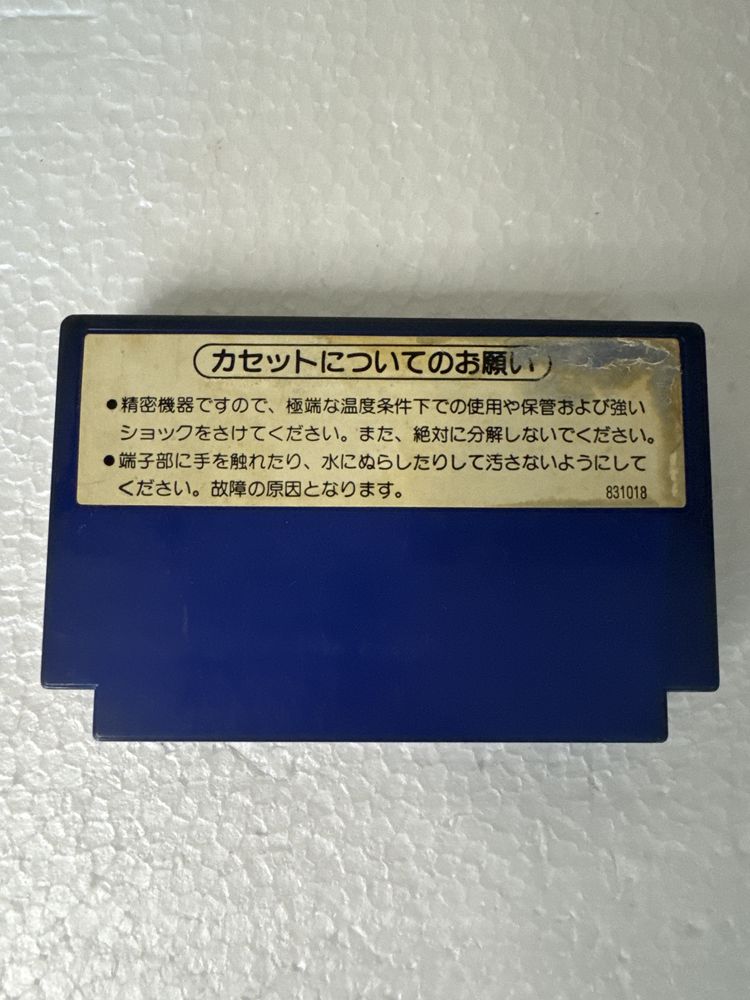 カセットについてのお願い
●精密機器ですので、極端な温度条件下での使用や保管および強い
ショックをさけてください。また、絶対に分解しないでください。
●端子部に手を触れたり、水にぬらしたりして汚さないようにして
ください。故障の原因となります。
831018